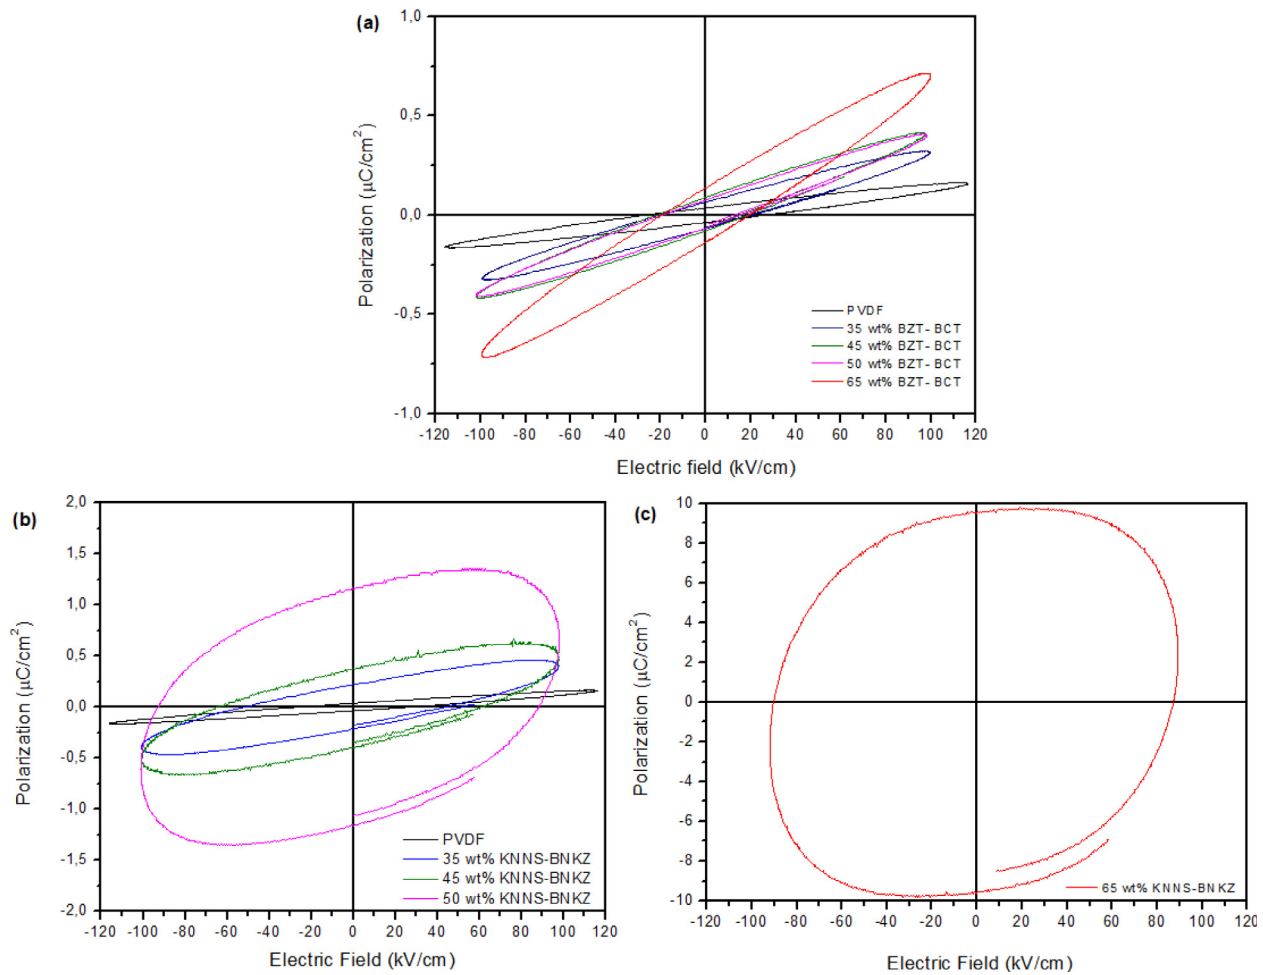 (a)
1,0
0,5
0,0
-0,5
-1,0
Polarization (μC/cm²)
PVDF
35 wt% BZT- BCT
45 wt% BZT- BCT
50 wt% BZT- BCT
65 wt% BZT- BCT
-120 -100 -80 -60 -40 -20 0 20 40 60 80 100 120
Electric field (kV/cm)
(b)
2,0
1,5
1,0
0,5
0,0
-0,5
-1,0
-1,5
-2,0
Polarization (μC/cm²)
PVDF
35 wt% KNNS-BNKZ
45 wt% KNNS-BNKZ
50 wt% KNNS-BNKZ
-120 -100 -80 -60 -40 -20 0 20 40 60 80 100 120
Electric Field (kV/cm)
(c)
10
8
6
4
2
0
-2
-4
-6
-8
-10
Polarization (μC/cm²)
65 wt% KNNS-BNKZ
-120 -100 -80 -60 -40 -20 0 20 40 60 80 100 120
Electric Field (kV/cm)